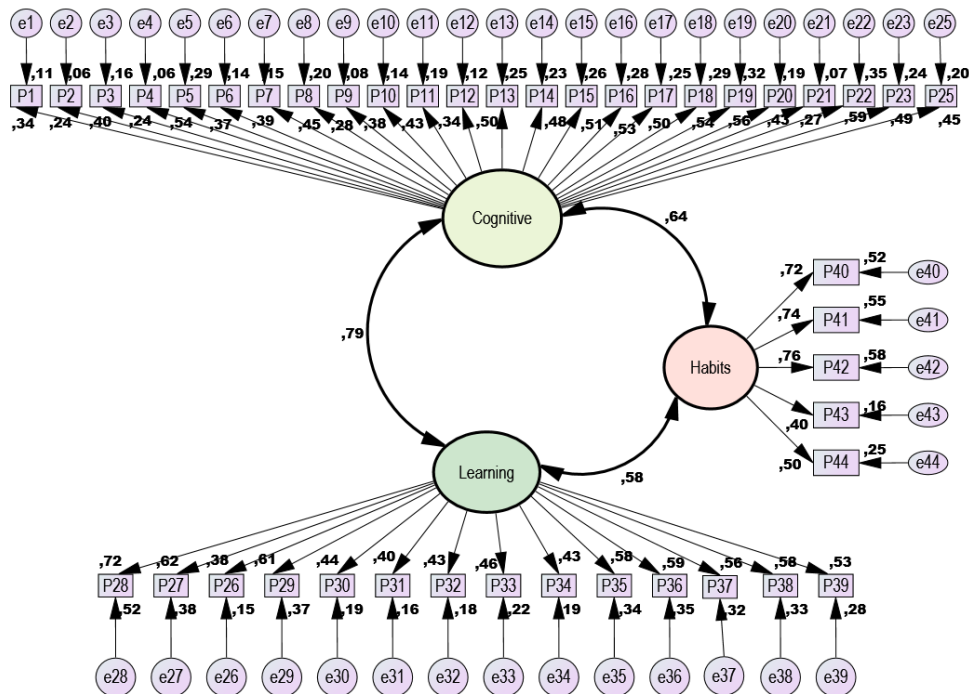 e1 e2 e3 e4 e5 e6 e7 e8 e9 e10 e11 e12 e13 e14 e15 e16 e17 e18 e19 e20 e21 e22 e23 e25
,11 ,06 ,16 ,06 ,29 ,14 ,15 ,20 ,08 ,14 ,19 ,12 ,25 ,23 ,26 ,28 ,25 ,29 ,32 ,19 ,07 ,35 ,24 ,20
P1 P2 P3 P4 P5 P6 P7 P8 P9 P10 P11 P12 P13 P14 P15 P16 P17 P18 P19 P20 P21 P22 P23 P25
,34 ,24 ,40 ,24 ,54 ,37 ,39 ,45 ,28 ,38 ,43 ,34 ,50 ,48 ,51 ,53 ,50 ,54 ,56 ,43 ,27 ,59 ,49 ,45
Cognitive
,64
,72 P40 ,52 e40
,74 P41 ,55 e41
,79
,76 P42 ,58 e42
Habits
,40 P43 ,16 e43
,50 P44 ,25 e44
Learning
,58
,72 ,62 ,38 ,61 ,44 ,40 ,43 ,46 ,43 ,58 ,59 ,56 ,58 ,53
P28 P27 P26 P29 P30 P31 P32 P33 P34 P35 P36 P37 P38 P39
,52 ,38 ,15 ,37 ,19 ,16 ,18 ,22 ,19 ,34 ,35 ,32 ,33 ,28
e28 e27 e26 e29 e30 e31 e32 e33 e34 e35 e36 e37 e38 e39